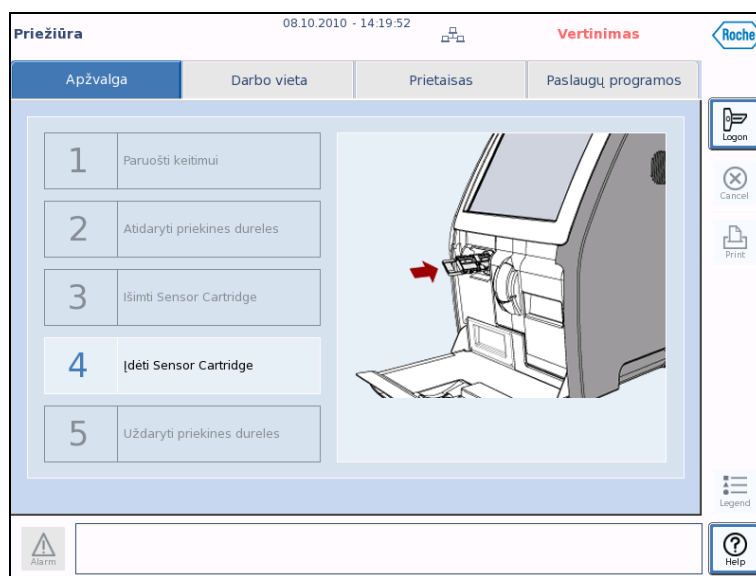 Priežiūra
08.10.2010 - 14:19:52
Vertinimas
Roche
Apžvalga
Darbo vieta
Prietaisas
Paslaugų programos
1
Paruošti keitimui
2
Atidaryti priekines dureles
3
Išimti Sensor Cartridge
4
Įdėti Sensor Cartridge
5
Uždaryti priekines dureles
Logon
Cancel
Print
Legend
Alarm
Help